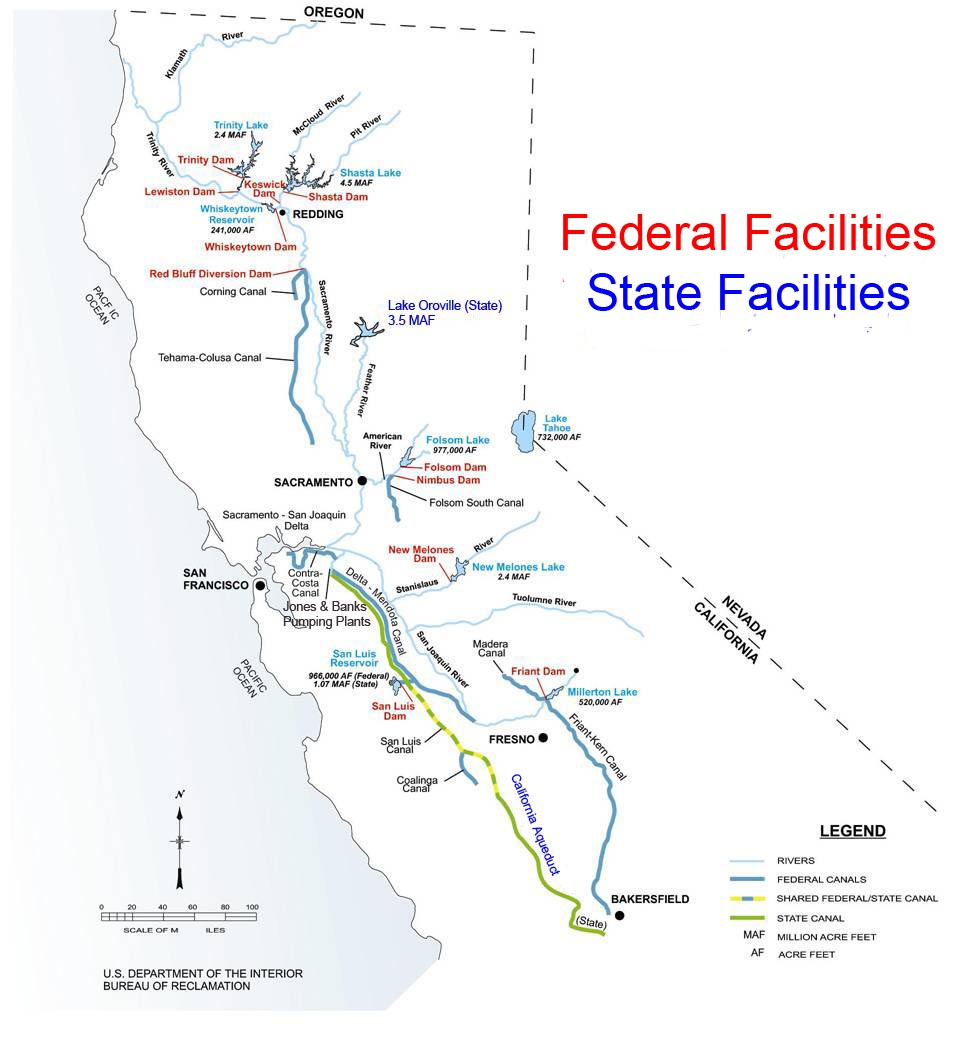 OREGON
Klamath
River
McCloud River
Pit River
Trinity Lake
2.4 MAF
Trinity River
Trinity Dam
Shasta Lake
4.5 MAF
Lewiston Dam
Keswick
Dam
Shasta Dam
Whiskeytown
Reservoir
241,000 AF
REDDING
Whiskeytown Dam
Federal Facilities
State Facilities
Red Bluff Diversion Dam
Corning Canal
PACF IC
OCEAN
Sacramento River
Lake Oroville (State)
3.5 MAF
Tehama-Colusa Canal
Feather River
Lake
Tahoe
732,000 AF
American
River
Folsom Lake
977,000 AF
Folsom Dam
Nimbus Dam
SACRAMENTO
Folsom South Canal
Sacramento - San Joaquin
Delta
New Melones
Dam
Stanislaus
River
New Melones Lake
2.4 MAF
SAN
FRANCISCO
Contra-
Costa
Canal
Jones & Banks
Pumping Plants
Delta - Mendota Canal
Tuolumne River
NEVADA
CALIFORNIA
San Joaquin River
Madera
Canal
San Luis
Reservoir
966,000 AF (Federal)
1.07 MAF (State)
PACIFIC
OCEAN
Friant Dam
Millerton Lake
520,000 AF
San Luis
Dam
San Luis
Canal
FRESNO
Friant-Kern Canal
Coalinga
Canal
California Aqueduct
N
LEGEND
RIVERS
FEDERAL CANALS
SHARED FEDERAL/STATE CANAL
STATE CANAL
MAF MILLION ACRE FEET
AF ACRE FEET
BAKERSFIELD
(State)
0 20 40 60 80 100
SCALE OF M ILES
U.S. DEPARTMENT OF THE INTERIOR
BUREAU OF RECLAMATION